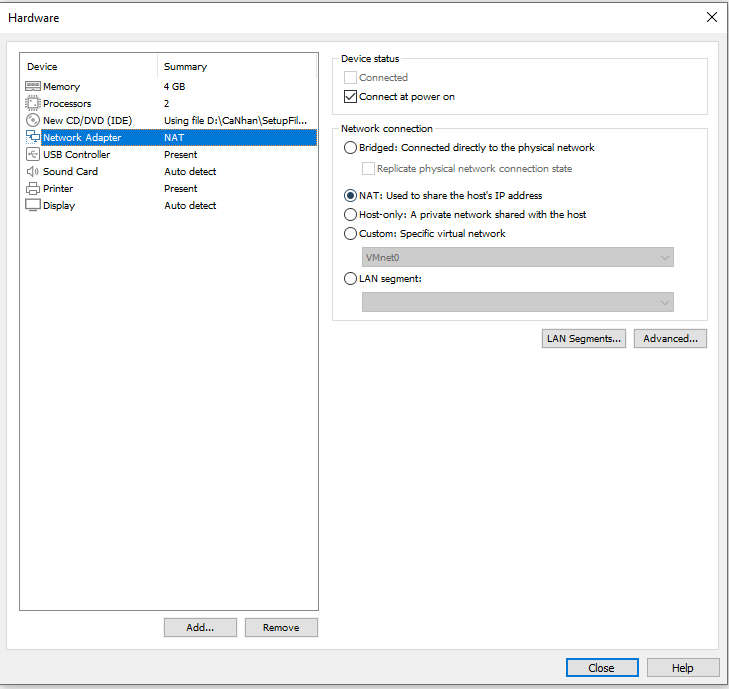 Hardware
Device Summary
Memory 4 GB
Processors 2
New CD/DVD (IDE) Using file D:\CaNhan\SetupFil...
Network Adapter NAT
USB Controller Present
Sound Card Auto detect
Printer Present
Display Auto detect
Add... Remove
Device status
Connected
Connect at power on
Network connection
Bridged: Connected directly to the physical network
Replicate physical network connection state
NAT: Used to share the host's IP address
Host-only: A private network shared with the host
Custom: Specific virtual network
VMnet0
LAN segment:
LAN Segments... Advanced...
Close Help